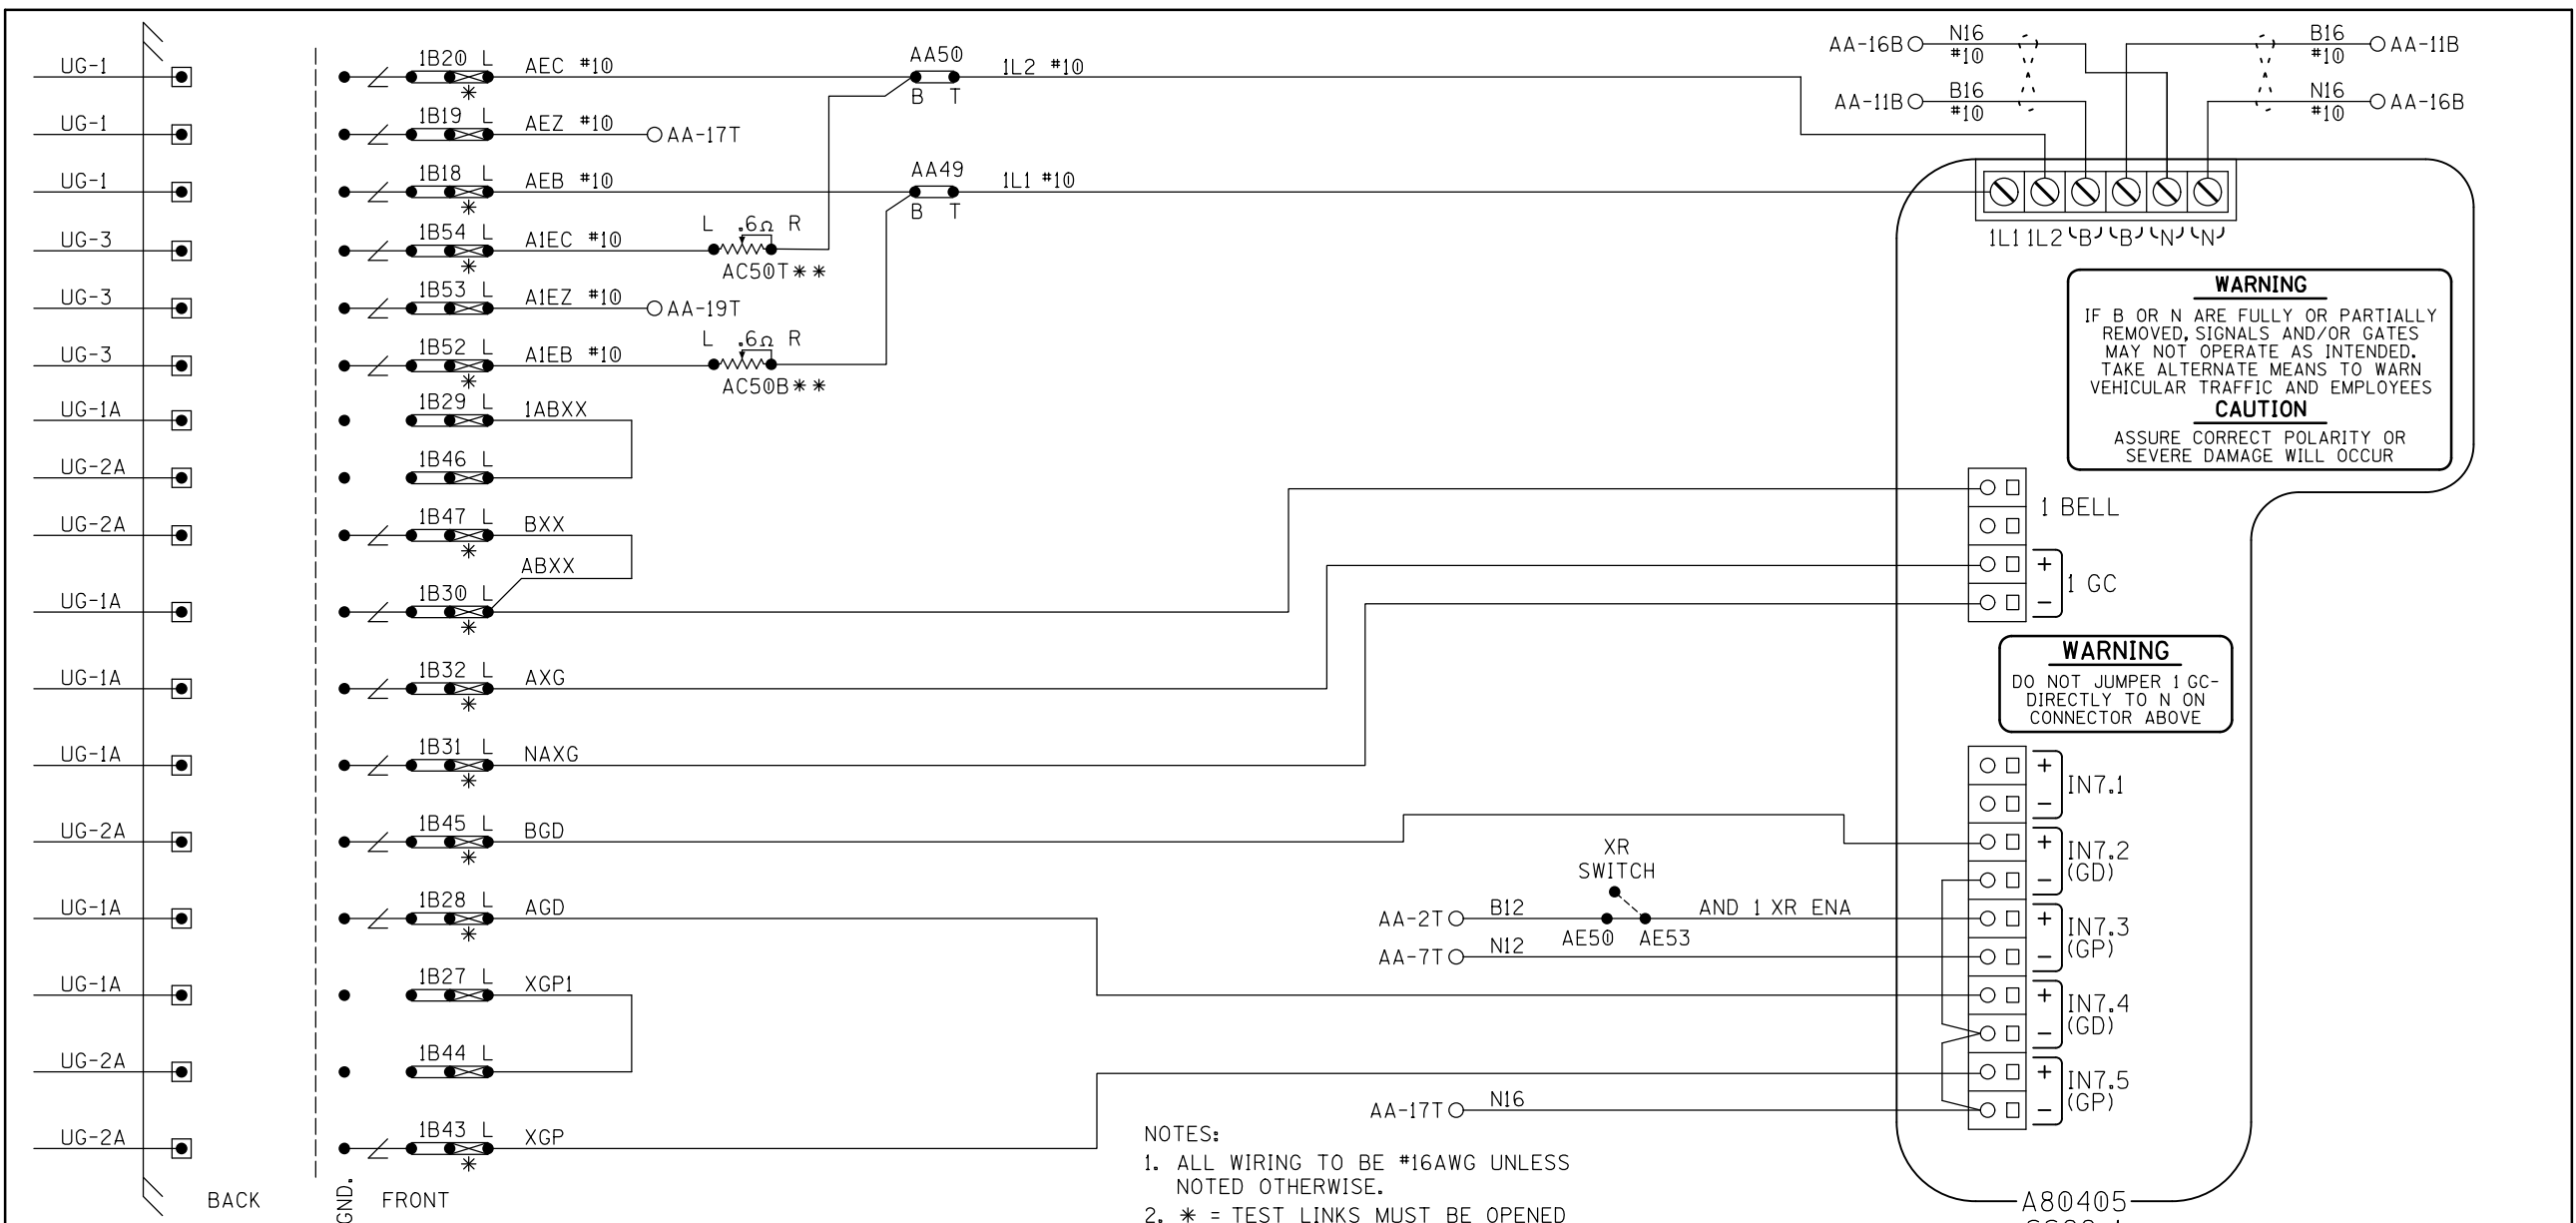 AA-16B N16 #10 B16 #10 AA-11B
AA-11B B16 #10 N16 #10 AA-16B
UG-1 1B20 L * AEC #10 AA50 B T 1L2 #10
UG-1 1B19 L AEZ #10 AA-17T
UG-1 1B18 L * AEB #10 AA49 B T 1L1 #10
1L1 1L2 B B N N
UG-3 1B54 L * A1EC #10 L .6Ω R AC50T**
UG-3 1B53 L A1EZ #10 AA-19T
UG-3 1B52 L * A1EB #10 L .6Ω R AC50B**
WARNING
IF B OR N ARE FULLY OR PARTIALLY
REMOVED, SIGNALS AND/OR GATES
MAY NOT OPERATE AS INTENDED.
TAKE ALTERNATE MEANS TO WARN
VEHICULAR TRAFFIC AND EMPLOYEES
CAUTION
ASSURE CORRECT POLARITY OR
SEVERE DAMAGE WILL OCCUR
UG-1A 1B29 L 1ABXX
UG-2A 1B46 L
UG-2A 1B47 L * BXX
ABXX
1 BELL
UG-1A 1B30 L *
+
1 GC
-
UG-1A 1B32 L * AXG
WARNING
DO NOT JUMPER 1 GC-
DIRECTLY TO N ON
CONNECTOR ABOVE
UG-1A 1B31 L * NAXG
+
IN7.1
-
UG-2A 1B45 L * BGD
+
IN7.2
(GD)
-
XR
SWITCH
UG-1A 1B28 L * AGD
AA-2T B12 AE50 AE53 AND 1 XR ENA
+
IN7.3
(GP)
-
AA-7T N12
UG-1A 1B27 L XGP1
+
IN7.4
(GD)
-
UG-2A 1B44 L
+
IN7.5
(GP)
-
AA-17T N16
UG-2A 1B43 L * XGP
BACK
GND.
FRONT
NOTES:
1. ALL WIRING TO BE #16AWG UNLESS
NOTED OTHERWISE.
2. * = TEST LINKS MUST BE OPENED
A80405